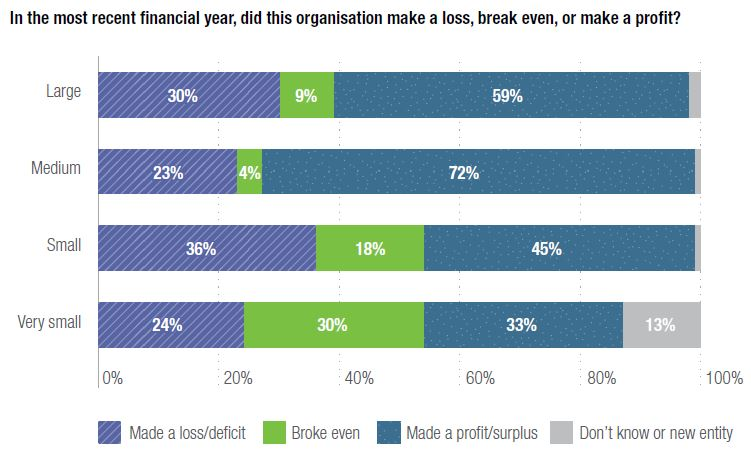 In the most recent financial year, did this organisation make a loss, break even, or make a profit?
Large 30% 9% 59%
Medium 23% 4% 72%
Small 36% 18% 45%
Very small 24% 30% 33% 13%
0% 20% 40% 60% 80% 100%
Made a loss/deficit Broke even Made a profit/surplus Don't know or new entity